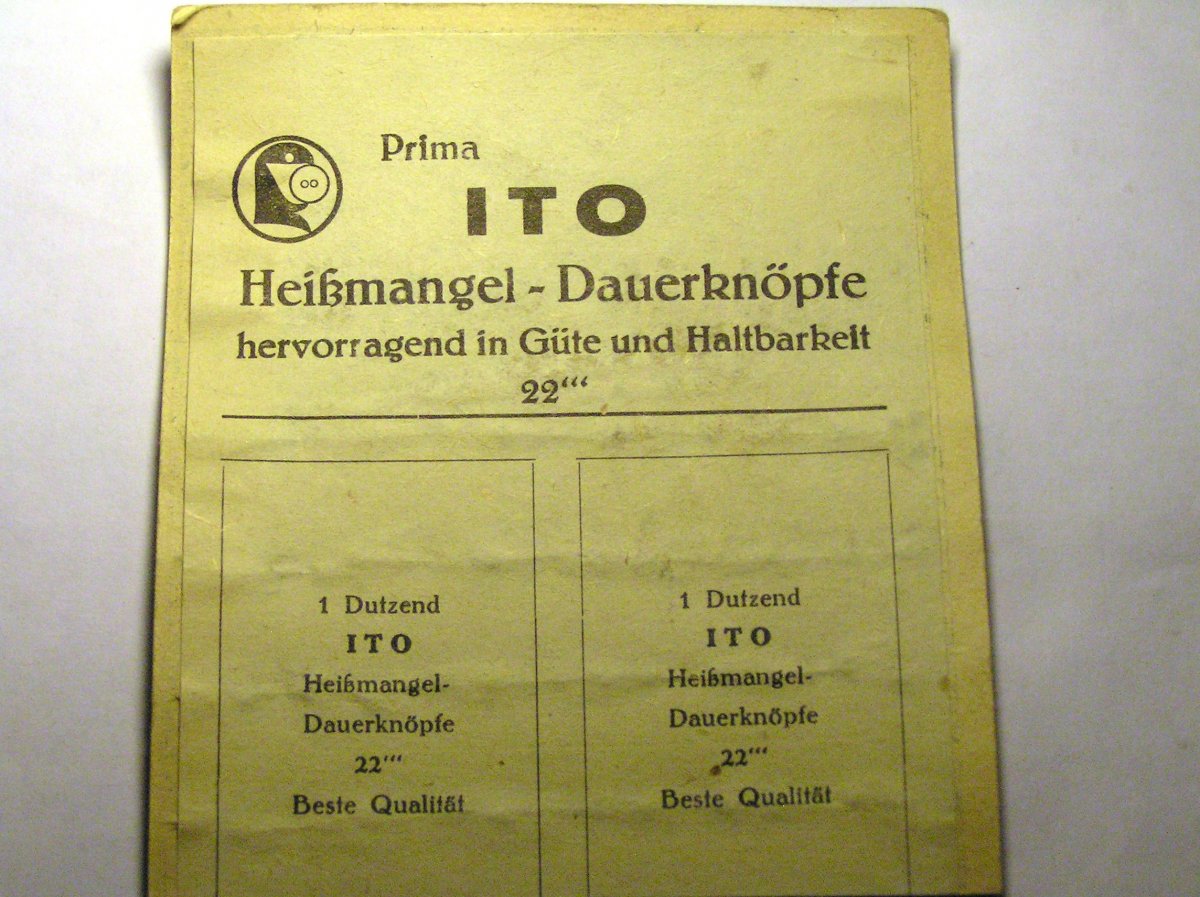 Prima
ITO
Heißmangel - Dauerknöpfe
hervorragend in Güte und Haltbarkeit
22‴
1 Dutzend
ITO
Heißmangel-
Dauerknöpfe
22‴
Beste Qualität
1 Dutzend
ITO
Heißmangel-
Dauerknöpfe
22‴
Beste Qualität